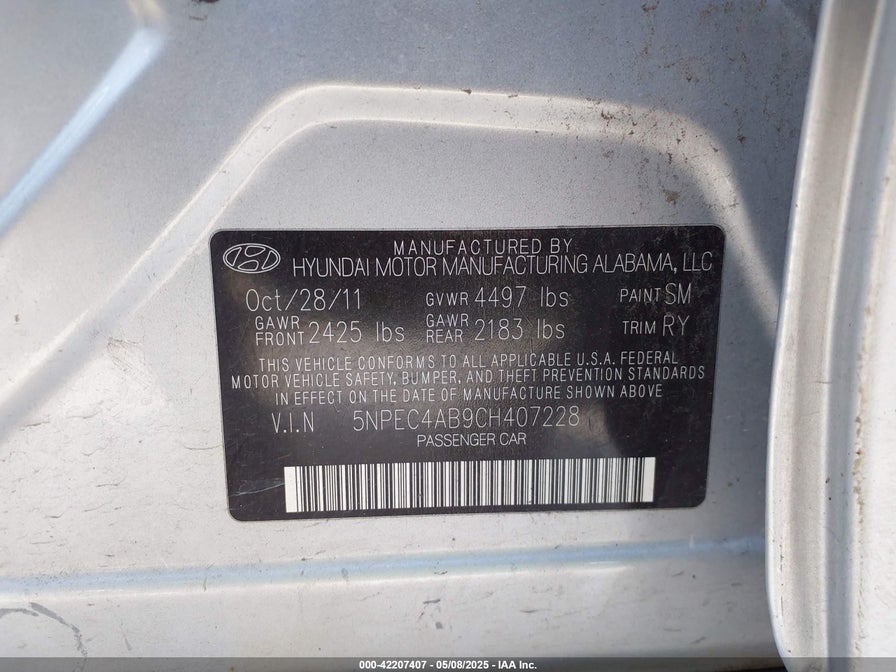 MANUFACTURED BY
HYUNDAI MOTOR MANUFACTURING ALABAMA, LLC
Oct/28/11 GVWR 4497 lbs PAINT SM
GAWR FRONT 2425 lbs GAWR REAR 2183 lbs TRIM RY
THIS VEHICLE CONFORMS TO ALL APPLICABLE U.S.A. FEDERAL
MOTOR VEHICLE SAFETY, BUMPER, AND THEFT PREVENTION STANDARDS
IN EFFECT ON THE DATE OF MANUFACTURE SHOWN ABOVE
V.I.N 5NPEC4AB9CH407228
PASSENGER CAR
000-42207407 - 05/08/2025 - IAA Inc.